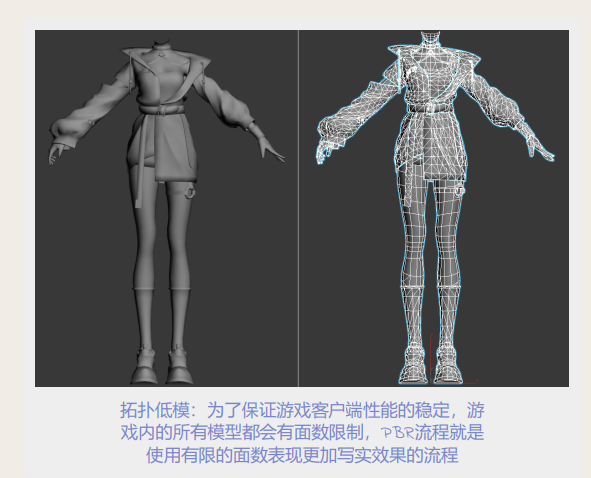 拓扑低模：为了保证游戏客户端性能的稳定，游
戏内的所有模型都会有面数限制，PBR流程就是
使用有限的面数表现更加写实效果的流程